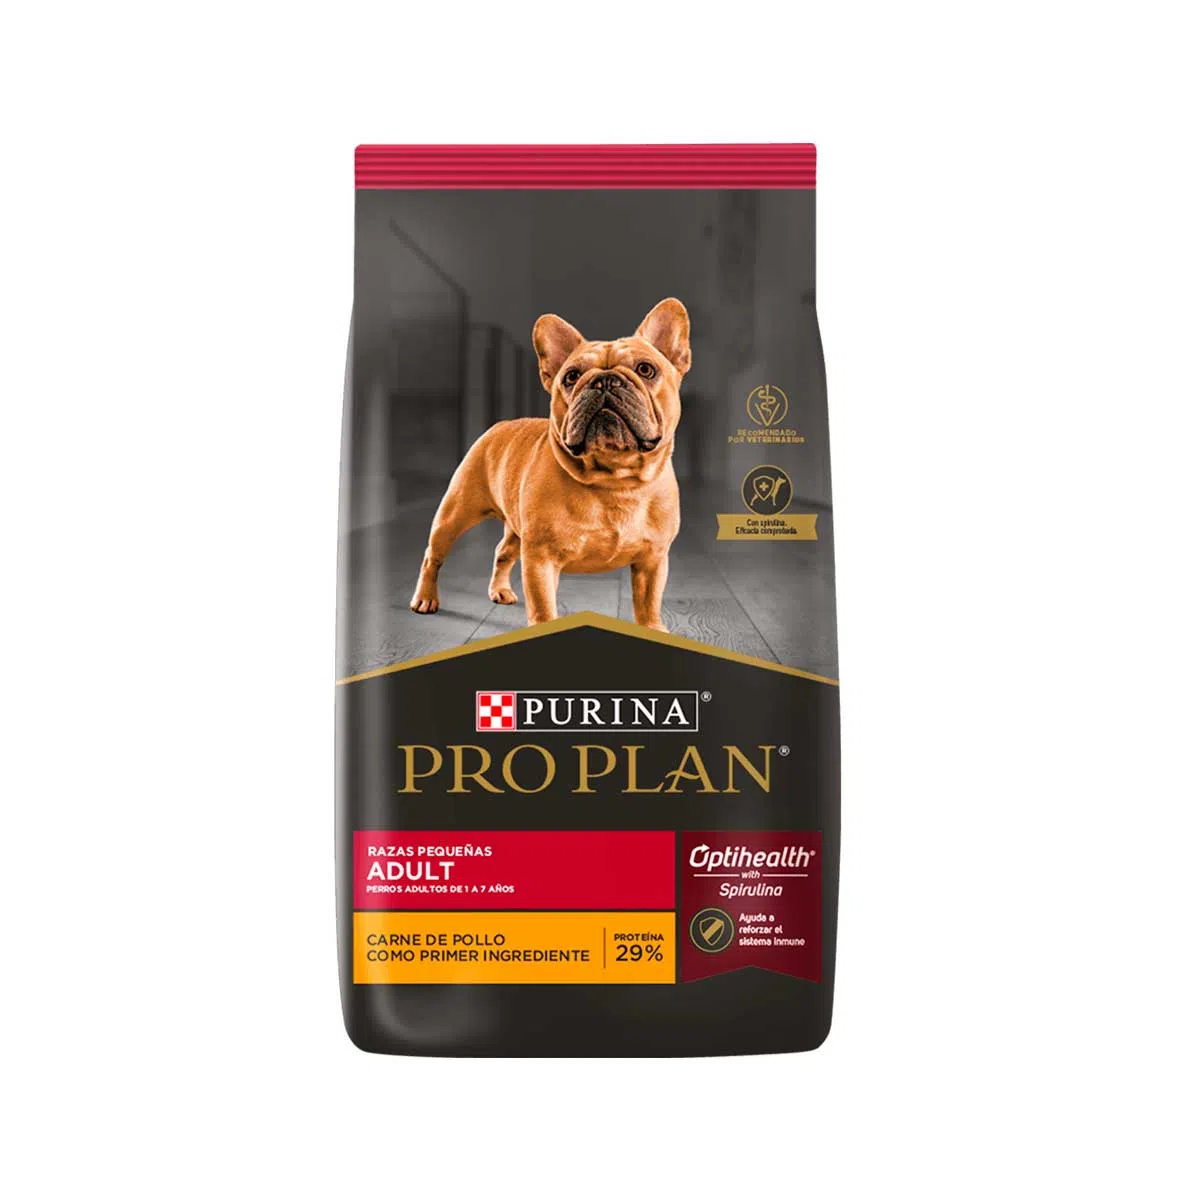 RECOMENDADO
POR VETERINARIOS
Con spirulina.
Eficacia comprobada.
PURINA®
PRO PLAN®
RAZAS PEQUEÑAS
ADULT
PERROS ADULTOS DE 1 A 7 AÑOS
CARNE DE POLLO
COMO PRIMER INGREDIENTE
PROTEÍNA
29%
Optihealth®
with
Spirulina
Ayuda a
reforzar el
sistema inmune